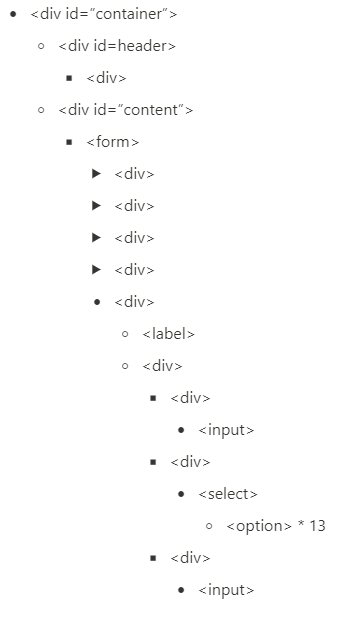 <div id="container">
<div id=header>
<div>
<div id="content">
<form>
<div>
<div>
<div>
<div>
<div>
<label>
<div>
<div>
<input>
<div>
<select>
<option> * 13
<div>
<input>